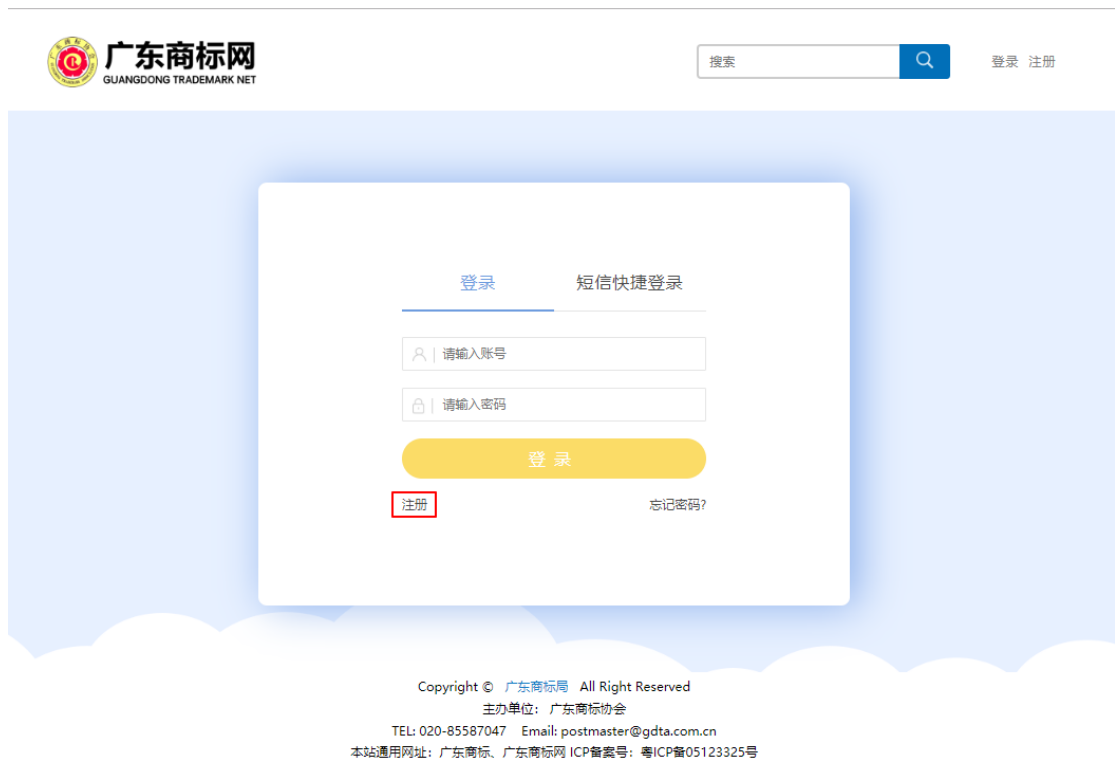 广东商标网
GUANGDONG TRADEMARK NET
搜索
登录 注册
登录 短信快捷登录
请输入账号
请输入密码
登 录
注册 忘记密码?
Copyright © 广东商标局 All Right Reserved
主办单位: 广东商标协会
TEL: 020-85587047 Email: postmaster@gdta.com.cn
本站通用网址:广东商标、广东商标网 ICP备案号:粤ICP备05123325号